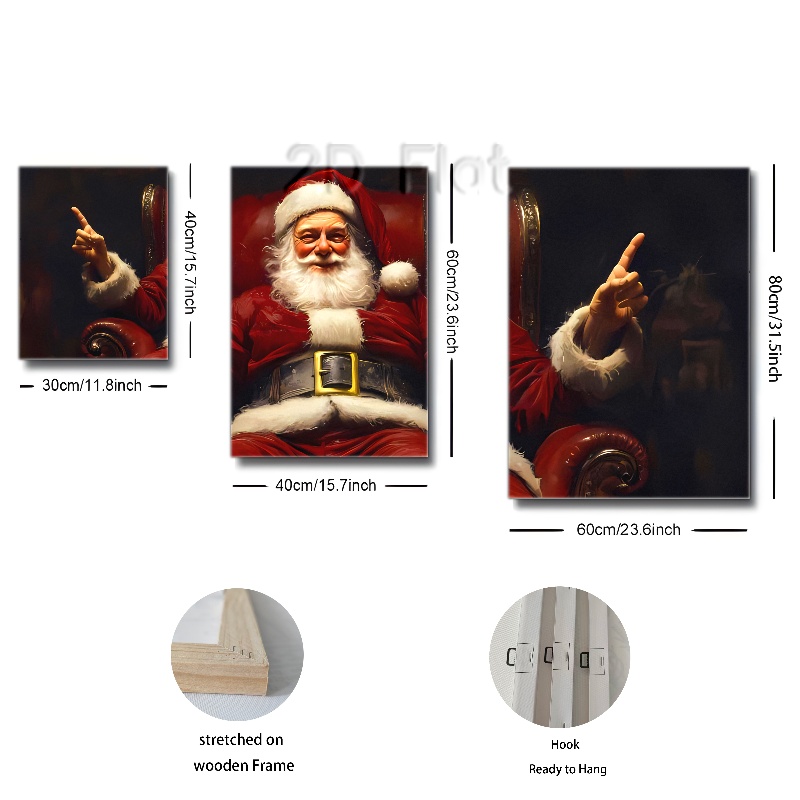 2D Flat
40cm/15.7inch
30cm/11.8inch
60cm/23.6inch
40cm/15.7inch
80cm/31.5inch
60cm/23.6inch
stretched on
wooden Frame
Hook
Ready to Hang